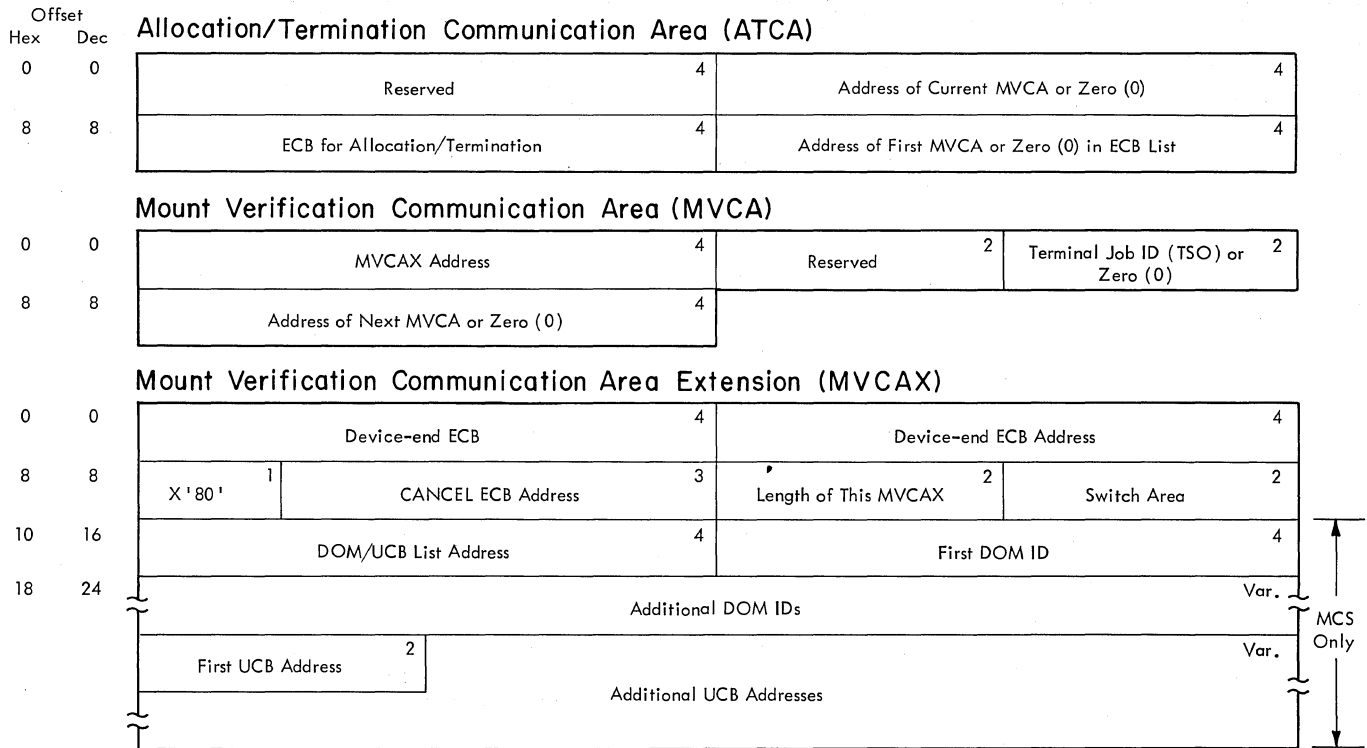 Offset
Hex Dec
Allocation/Termination Communication Area (ATCA)
0 0
Reserved 4
Address of Current MVCA or Zero (0) 4
8 8
ECB for Allocation/Termination 4
Address of First MVCA or Zero (0) in ECB List 4
Mount Verification Communication Area (MVCA)
0 0
MVCAX Address 4
Reserved 2
Terminal Job ID (TSO) or 2
Zero (0)
8 8
Address of Next MVCA or Zero (0) 4
Mount Verification Communication Area Extension (MVCAX)
0 0
Device-end ECB 4
Device-end ECB Address 4
8 8
X'80' 1
CANCEL ECB Address 3
Length of This MVCAX 2
Switch Area 2
10 16
DOM/UCB List Address 4
First DOM ID 4
18 24
Additional DOM IDs Var.
MCS
Only
First UCB Address 2
Additional UCB Addresses Var.